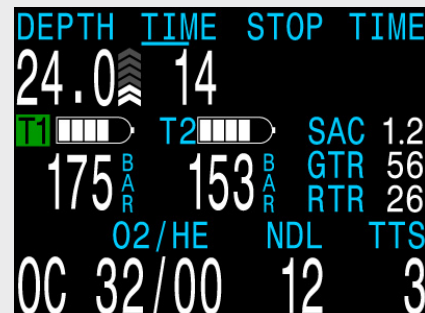 DEPTH TIME STOP TIME
24.0 14
T1 T2 SAC 1.2
175 BAR 153 BAR GTR 56
RTR 26
O2/HE NDL TTS
OC 32/00 12 3